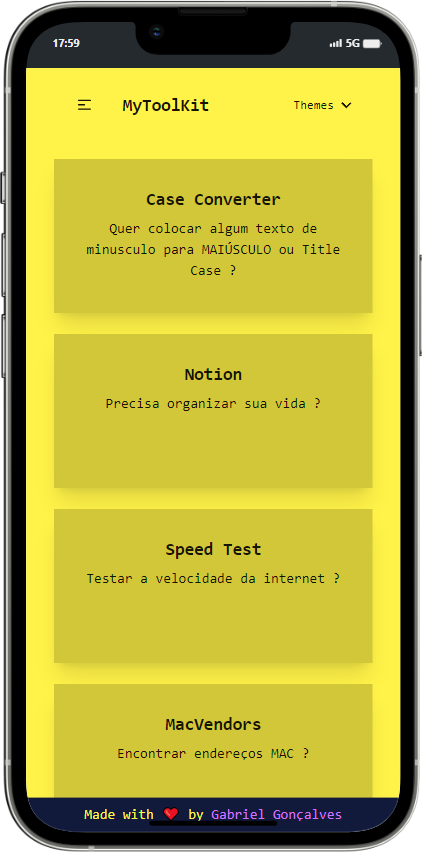 17:59 5G
MyToolKit Themes
Case Converter
Quer colocar algum texto de
minusculo para MAIÚSCULO ou Title
Case ?
Notion
Precisa organizar sua vida ?
Speed Test
Testar a velocidade da internet ?
MacVendors
Encontrar endereços MAC ?
Made with ❤️ by Gabriel Gonçalves